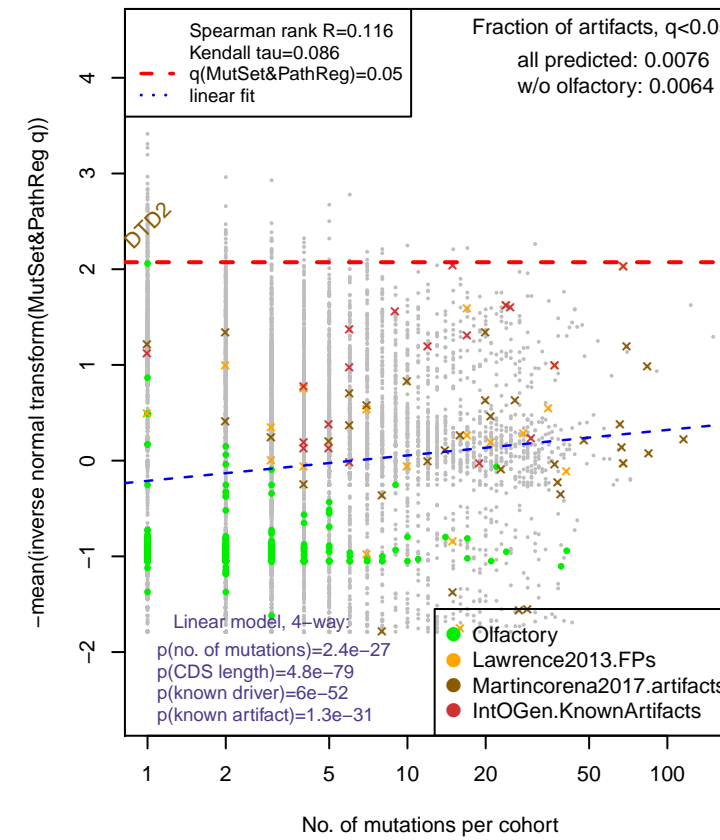 Spearman rank R=0.116
Kendall tau=0.086
q(MutSet&PathReg)=0.05
linear fit
Fraction of artifacts, q<0.0
all predicted: 0.0076
w/o olfactory: 0.0064
−mean(inverse normal transform(MutSet&PathReg q))
4
3
2
1
0
−1
−2
DTD2
Linear model, 4−way:
p(no. of mutations)=2.4e−27
p(CDS length)=4.8e−79
p(known driver)=6e−52
p(known artifact)=1.3e−31
Olfactory
Lawrence2013.FPs
Martincorena2017.artifacts
IntOGen.KnownArtifacts
1 2 5 10 20 50 100
No. of mutations per cohort